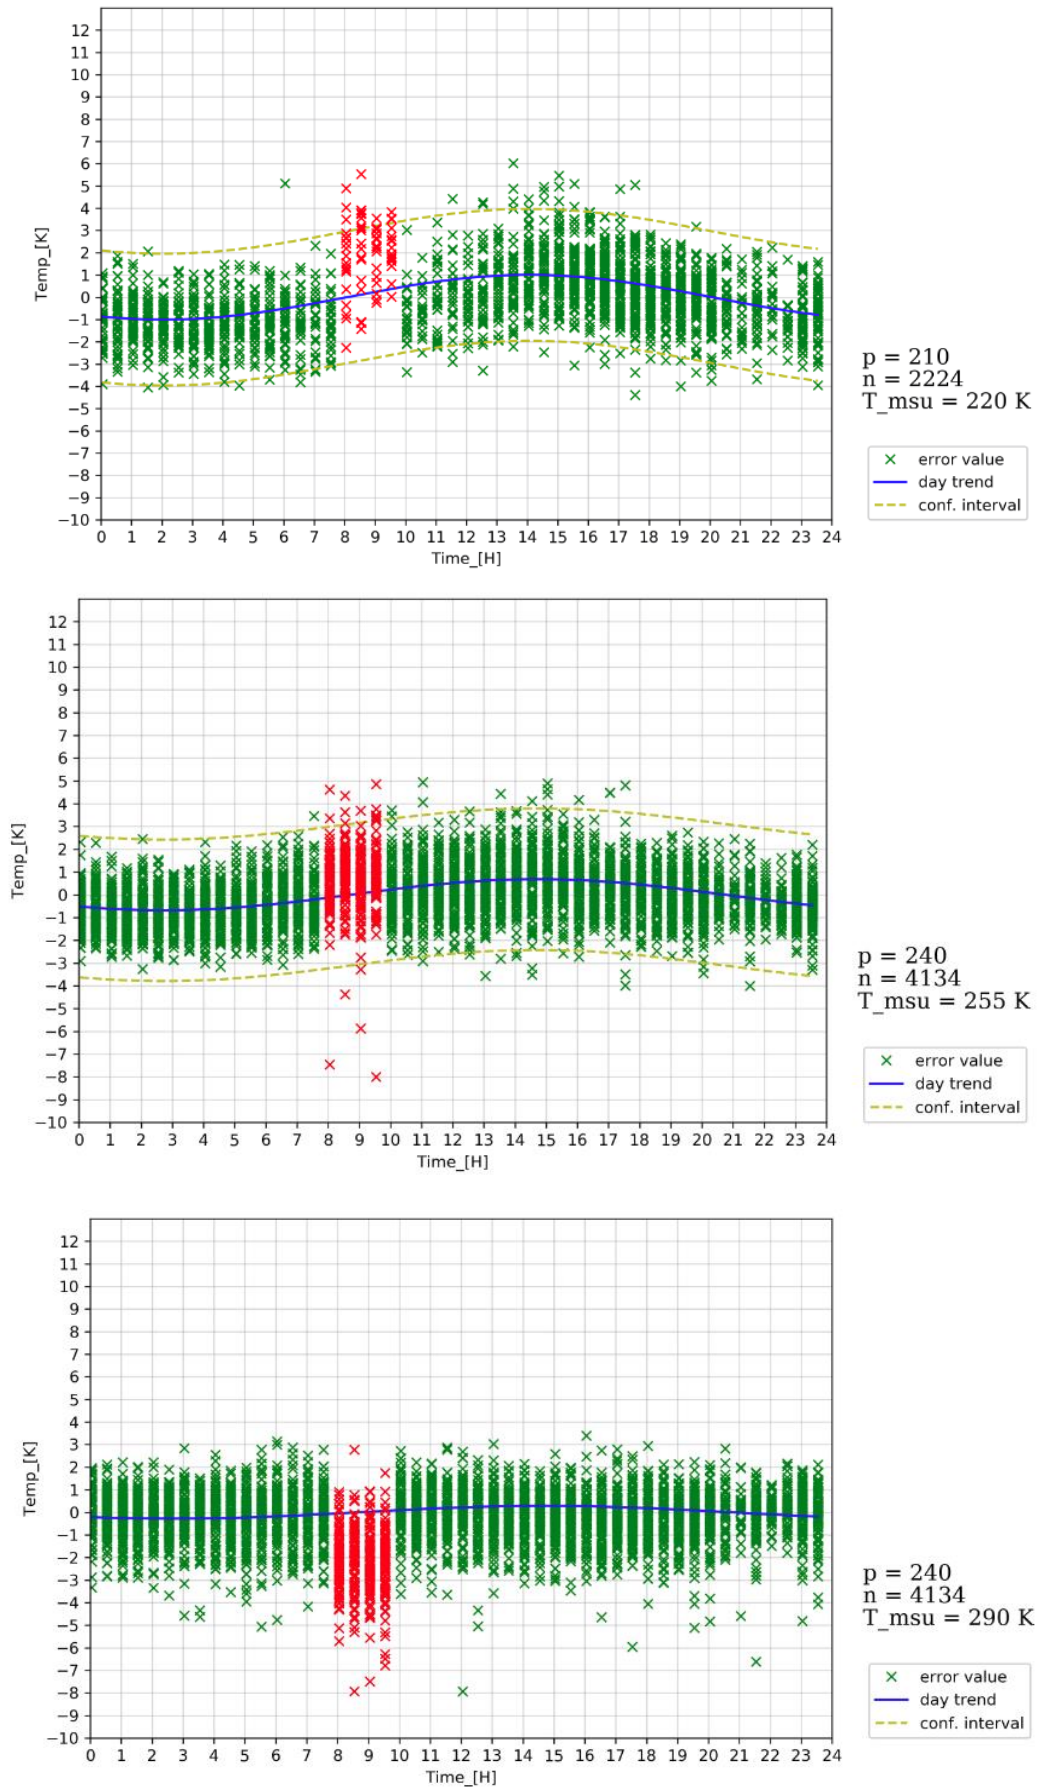 12
11
10
9
8
7
6
5
4
3
2
1
0
−1
−2
−3
−4
−5
−6
−7
−8
−9
−10
Temp_[K]
0 1 2 3 4 5 6 7 8 9 10 11 12 13 14 15 16 17 18 19 20 21 22 23 24
Time_[H]
p = 210
n = 2224
T_msu = 220 K
error value
day trend
conf. interval
12
11
10
9
8
7
6
5
4
3
2
1
0
−1
−2
−3
−4
−5
−6
−7
−8
−9
−10
Temp_[K]
0 1 2 3 4 5 6 7 8 9 10 11 12 13 14 15 16 17 18 19 20 21 22 23 24
Time_[H]
p = 240
n = 4134
T_msu = 255 K
error value
day trend
conf. interval
12
11
10
9
8
7
6
5
4
3
2
1
0
−1
−2
−3
−4
−5
−6
−7
−8
−9
−10
Temp_[K]
0 1 2 3 4 5 6 7 8 9 10 11 12 13 14 15 16 17 18 19 20 21 22 23 24
Time_[H]
p = 240
n = 4134
T_msu = 290 K
error value
day trend
conf. interval